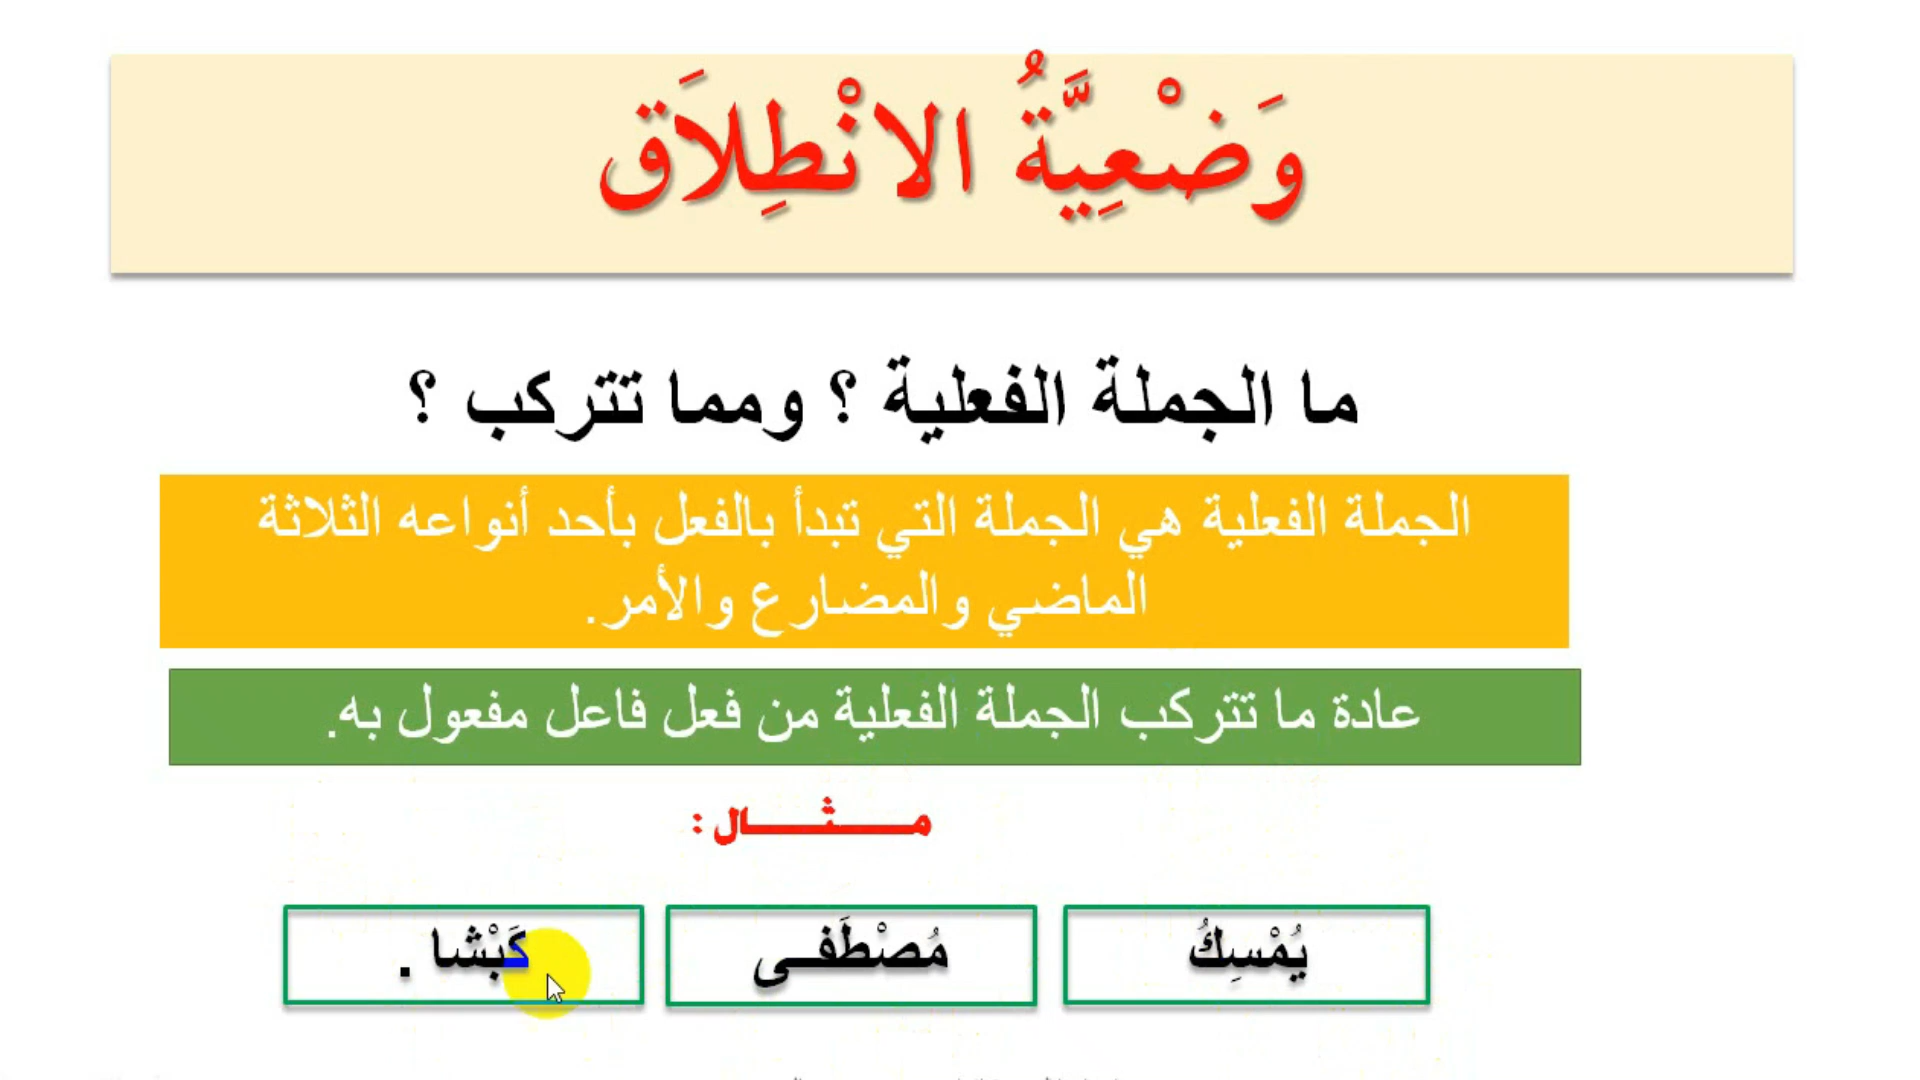 وَضْعِيَّةُ الانْطِلاَق
ما الجملة الفعلية ؟ ومما تتركب ؟
الجملة الفعلية هي الجملة التي تبدأ بالفعل بأحد أنواعه الثلاثة
الماضي والمضارع والأمر.
عادة ما تتركب الجملة الفعلية من فعل فاعل مفعول به.
مـــثـــال :
يُمْسِكُ مُصْطَفــى كَبْشا .